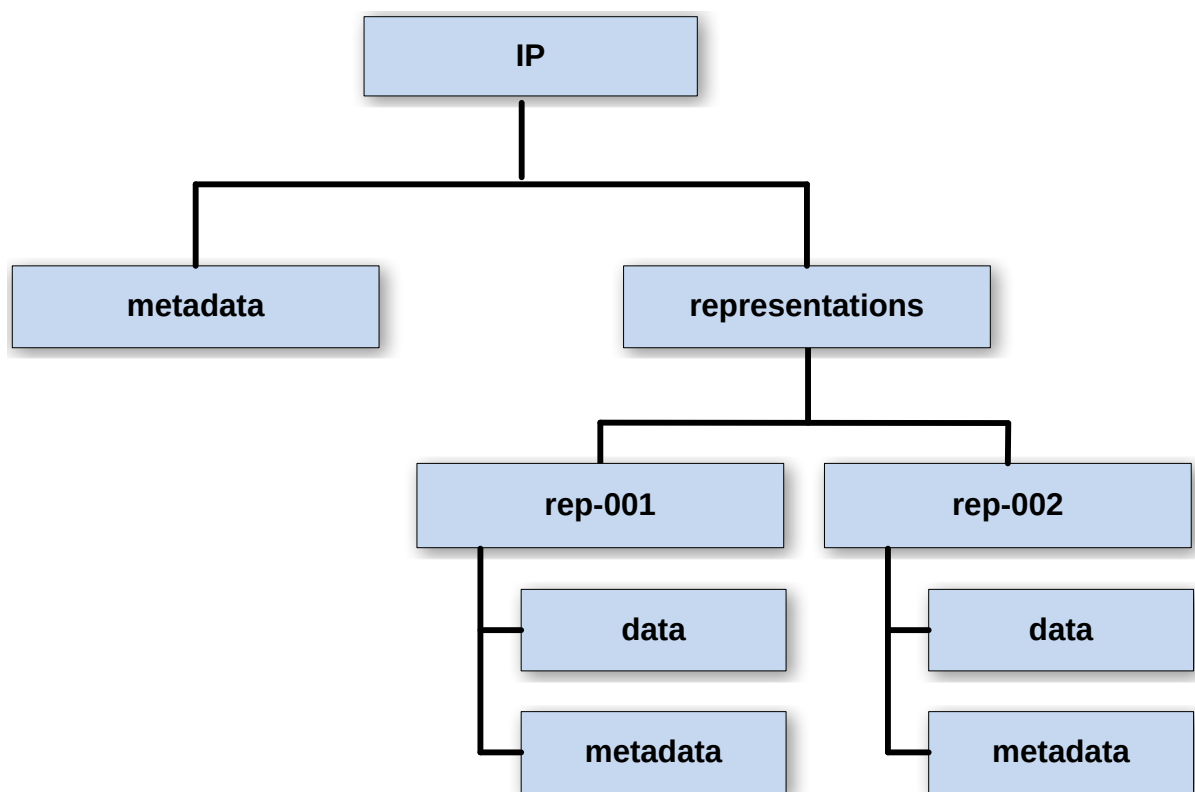 IP
metadata
representations
rep-001
rep-002
data
data
metadata
metadata